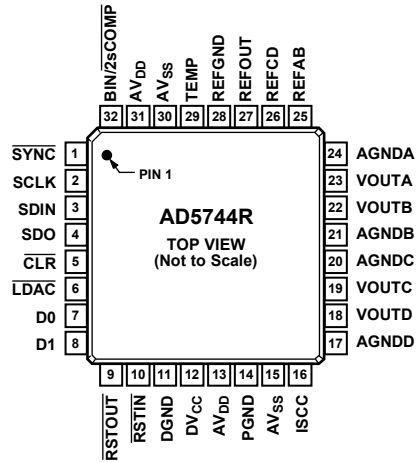 BIN/2sCOMP
AVDD
AVSS
TEMP
REFGND
REFOUT
REFCD
REFAB
32 31 30 29 28 27 26 25
SYNC 1
SCLK 2
SDIN 3
SDO 4
CLR 5
LDAC 6
D0 7
D1 8
PIN 1
AD5744R
TOP VIEW
(Not to Scale)
24 AGNDA
23 VOUTA
22 VOUTB
21 AGNDB
20 AGNDC
19 VOUTC
18 VOUTD
17 AGNDD
9 10 11 12 13 14 15 16
RSTOUT
RSTIN
DGND
DVCC
AVDD
PGND
AVSS
ISCC